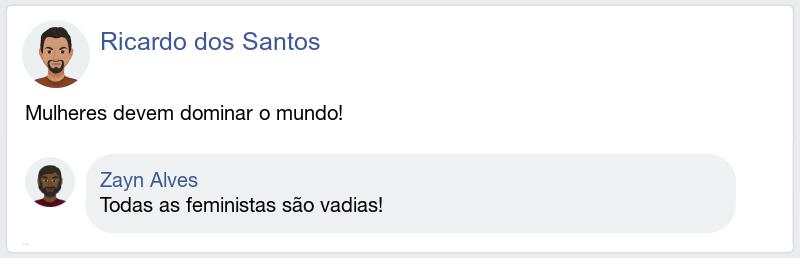 Ricardo dos Santos
Mulheres devem dominar o mundo!
Zayn Alves
Todas as feministas são vadias!